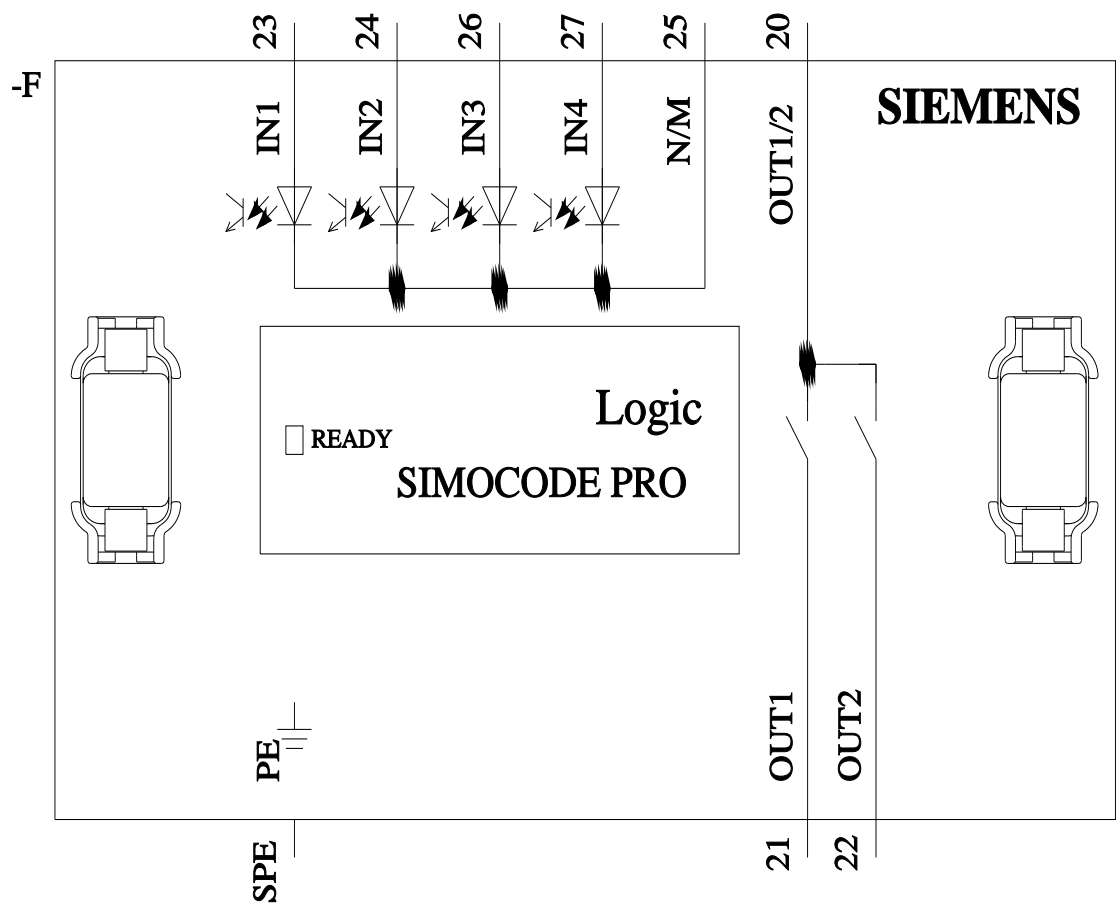 23
24
26
27
25
20
-F
SIEMENS
IN1
IN2
IN3
IN4
N/M
OUT1/2
Logic
READY
SIMOCODE PRO
PE
OUT1
OUT2
SPE
21
22